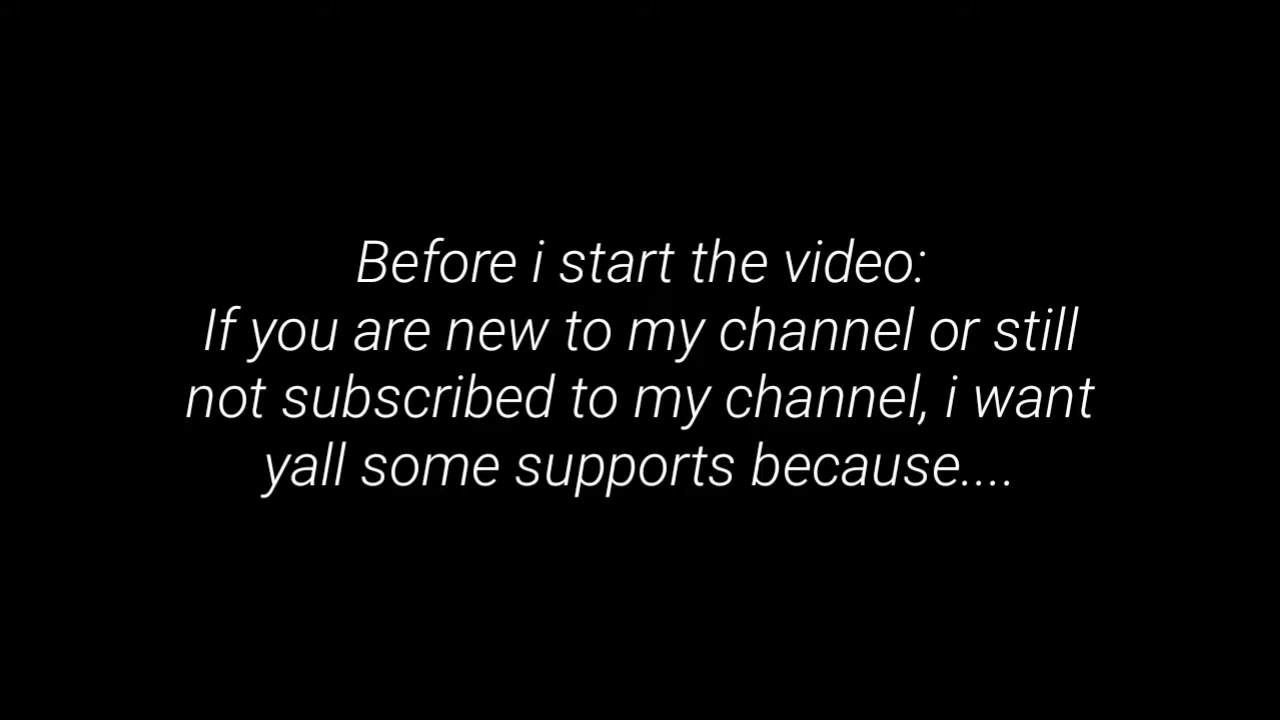 Before i start the video:
If you are new to my channel or still
not subscribed to my channel, i want
yall some supports because....